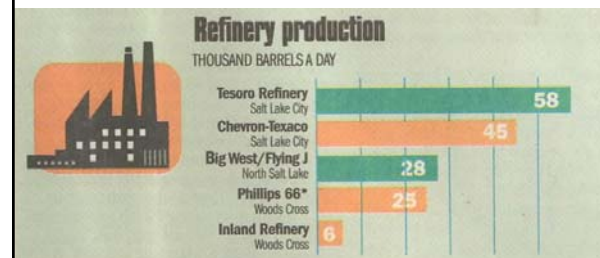 Refinery production
THOUSAND BARRELS A DAY
Tesoro Refinery
Salt Lake City
58
Chevron-Texaco
Salt Lake City
45
Big West/Flying J
North Salt Lake
28
Phillips 66*
Woods Cross
25
Inland Refinery
Woods Cross
6